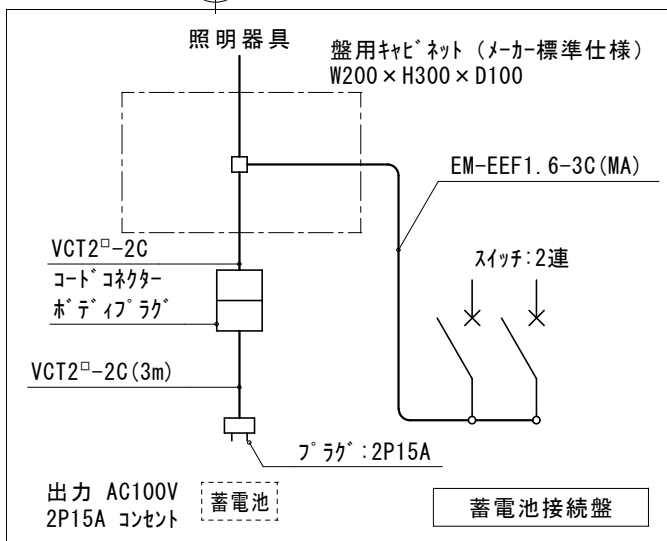 照明器具
盤用ｷｬﾋﾞﾈｯﾄ (ﾒｰｶｰ標準仕様)
W200×H300×D100
EM-EEF1.6-3C(MA)
VCT2□-2C
ｺｰﾄﾞｺﾈｸﾀｰ
ﾎﾞﾃﾞｨﾌﾟﾗｸﾞ
ｽｲｯﾁ:2連
VCT2□-2C(3m)
ﾌﾟﾗｸﾞ:2P15A
出力 AC100V
2P15A ｺﾝｾﾝﾄ
蓄電池
蓄電池接続盤